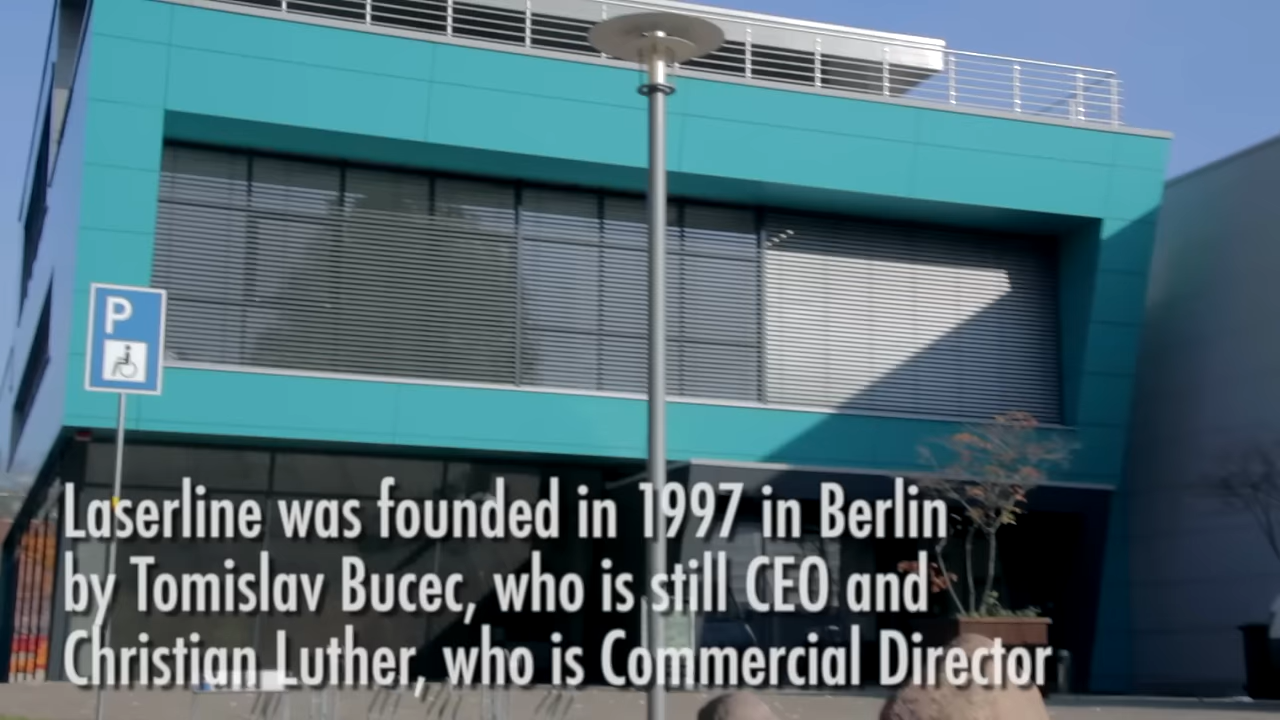 P
Laserline was founded in 1997 in Berlin
by Tomislav Bucec, who is still CEO and
Christian Luther, who is Commercial Director